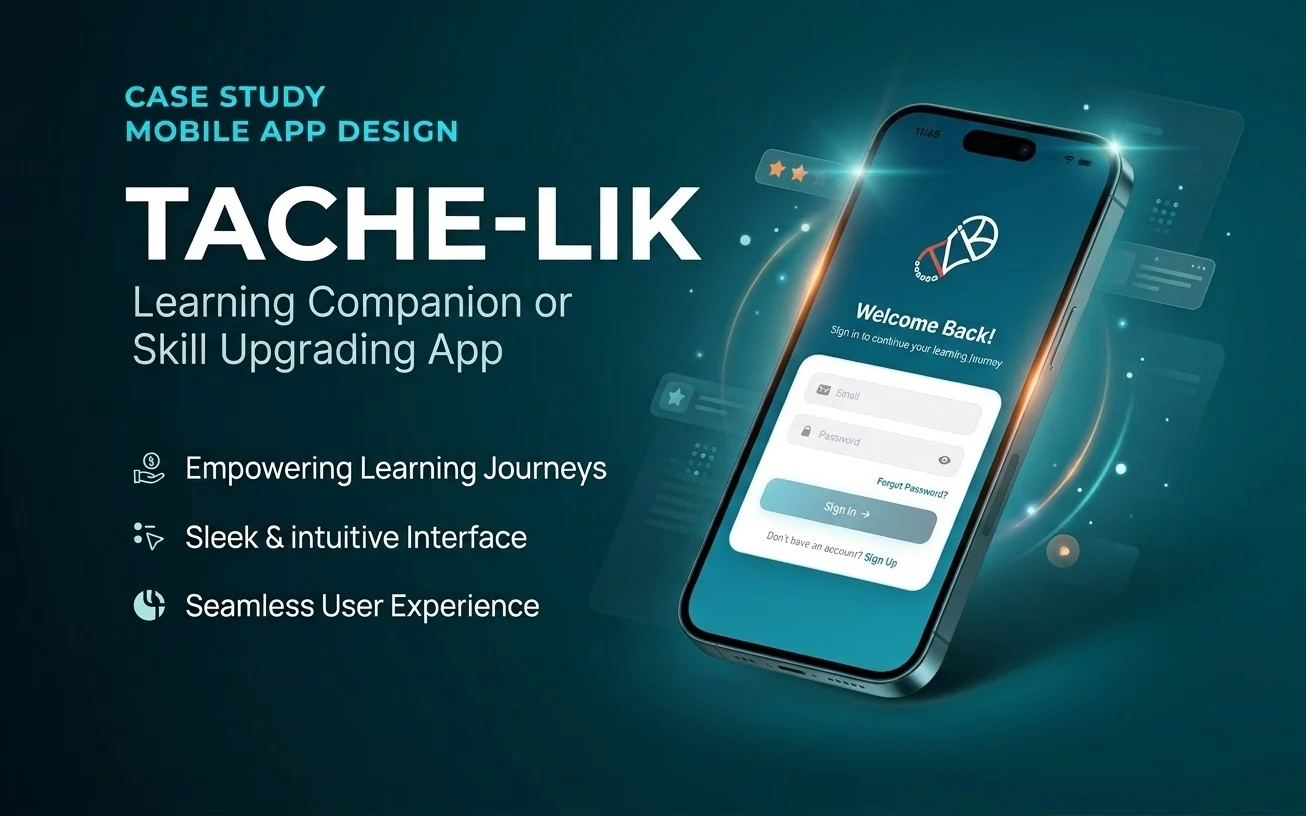 CASE STUDY
MOBILE APP DESIGN
TACHE-LIK
Learning Companion or
Skill Upgrading App
Empowering Learning Journeys
Sleek & intuitive Interface
Seamless User Experience
TLIK
Welcome Back!
Sign in to continue your learning Journey
Email
Password
Forgut Password?
Sign In →
Don't have an account? Sign Up